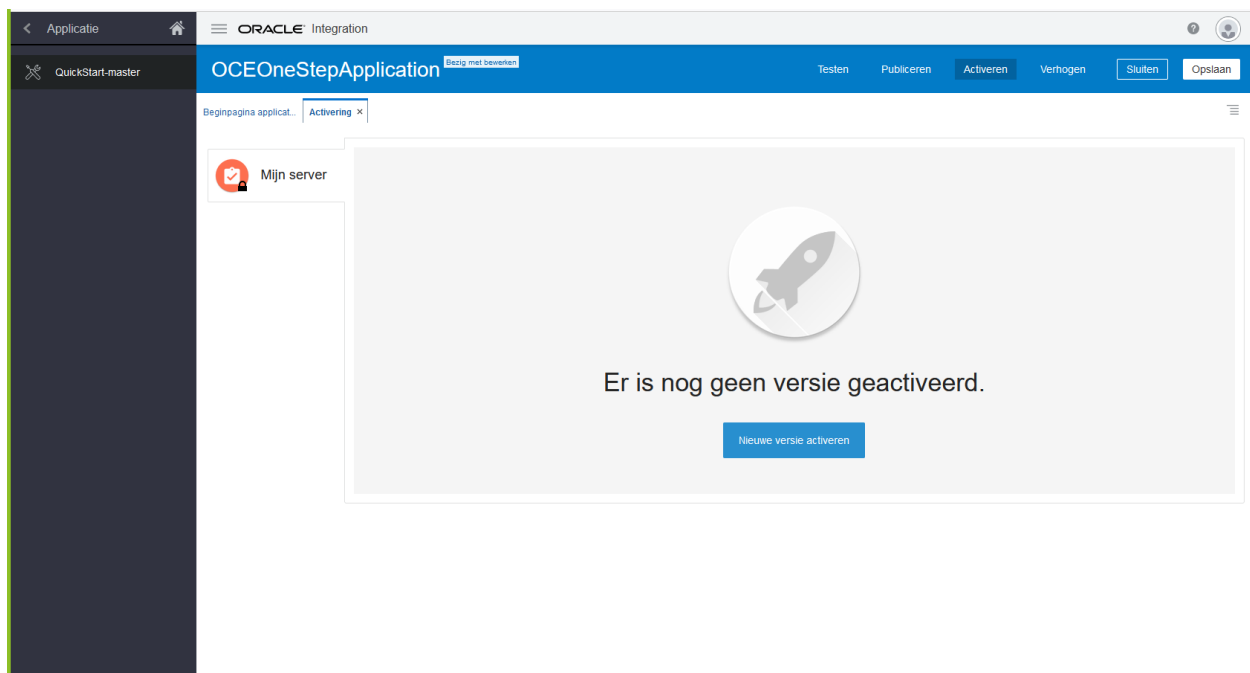 Applicatie
ORACLE® Integration
QuickStart-master
OCEOneStepApplication Bezig met bewerken
Testen Publiceren Activeren Verhogen Sluiten Opslaan
Beginpagina applicat... Activering ×
Mijn server
Er is nog geen versie geactiveerd.
Nieuwe versie activeren